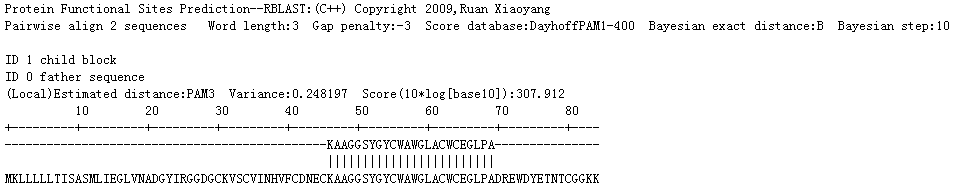 Protein Functional Sites Prediction--RBLAST:(C++) Copyright 2009,Ruan Xiaoyang
Pairwise align 2 sequences   Word length:3  Gap penalty:-3  Score database:DayhoffPAM1-400  Bayesian exact distance:B  Bayesian step:10
ID 1 child block
ID 0 father sequence
(Local)Estimated distance:PAM3  Variance:0.248197  Score(10*log[base10]):307.912
          10        20        30        40        50        60        70        80
+---------+---------+---------+---------+---------+---------+---------+---------+----
----------------------------------------------KAAGGSYGYCWAWGLACWCEGLPA---------------
                                              ||||||||||||||||||||||||
MKLLLLLTISASMLIEGLVNADGYIRGGDGCKVSCVINHVFCDNECKAAGGSYGYCWAWGLACWCEGLPADREWDYETNTCGGKK